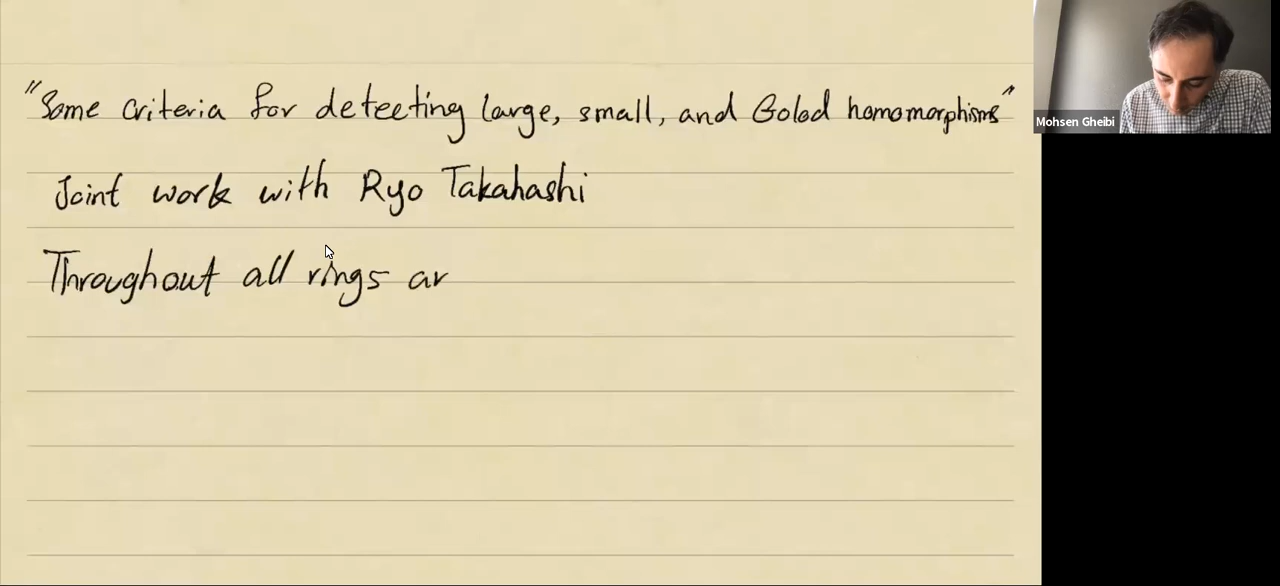 "Some criteria for detecting large, small, and Golod homomorphisms"
Joint work with Ryo Takahashi
Throughout all rings ar
Mohsen Gheibi